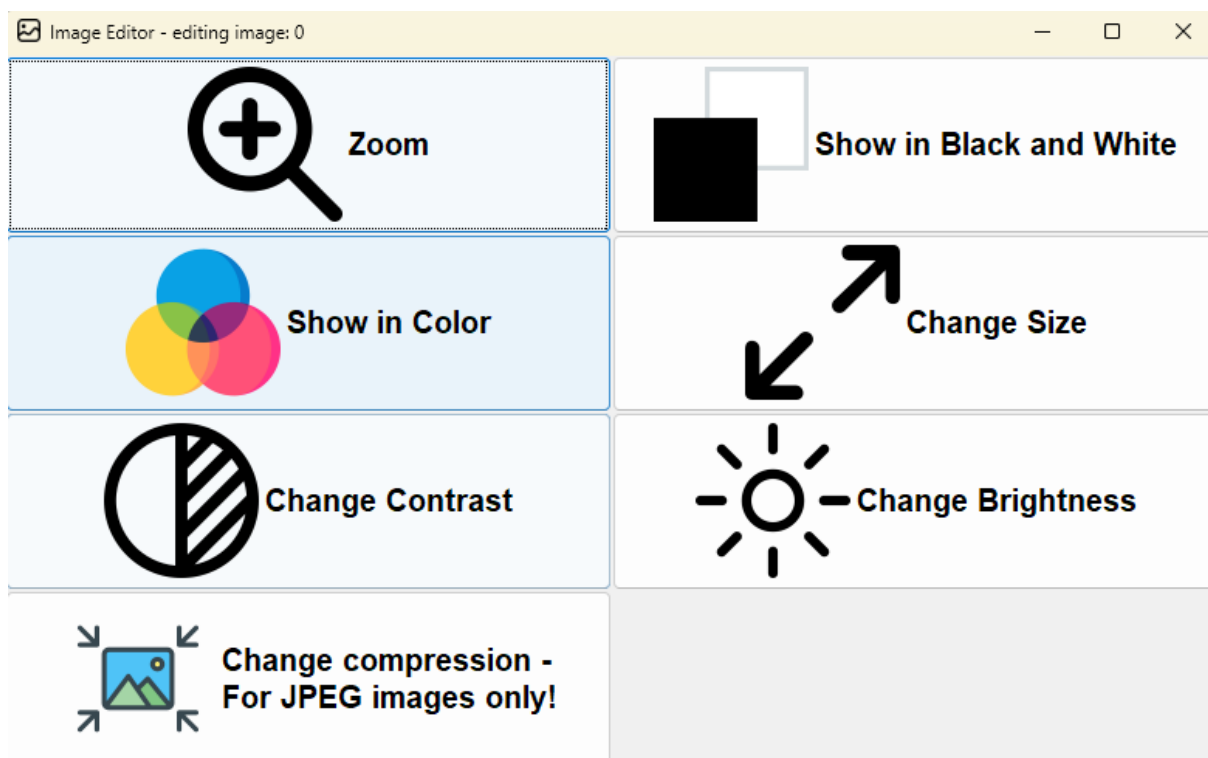 Image Editor - editing image: 0
Zoom
Show in Black and White
Show in Color
Change Size
Change Contrast
Change Brightness
Change compression -
For JPEG images only!